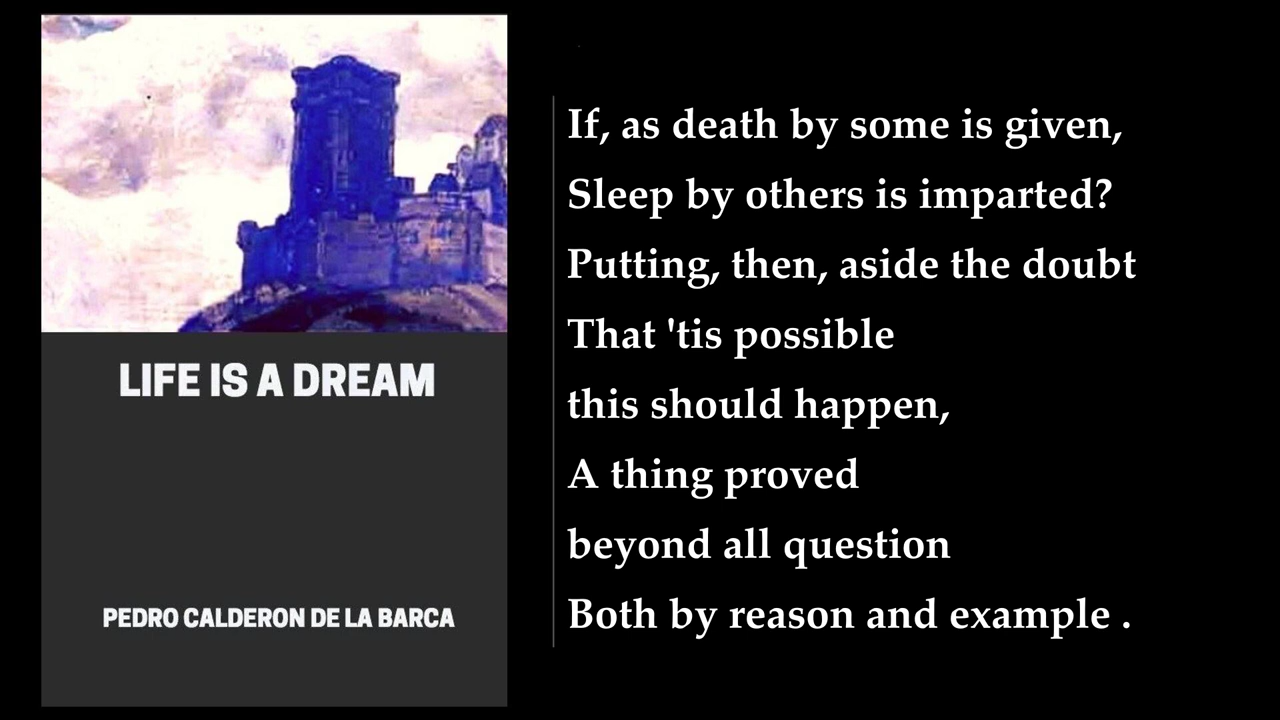 LIFE IS A DREAM
PEDRO CALDERON DE LA BARCA
If, as death by some is given,
Sleep by others is imparted?
Putting, then, aside the doubt
That 'tis possible
this should happen,
A thing proved
beyond all question
Both by reason and example .